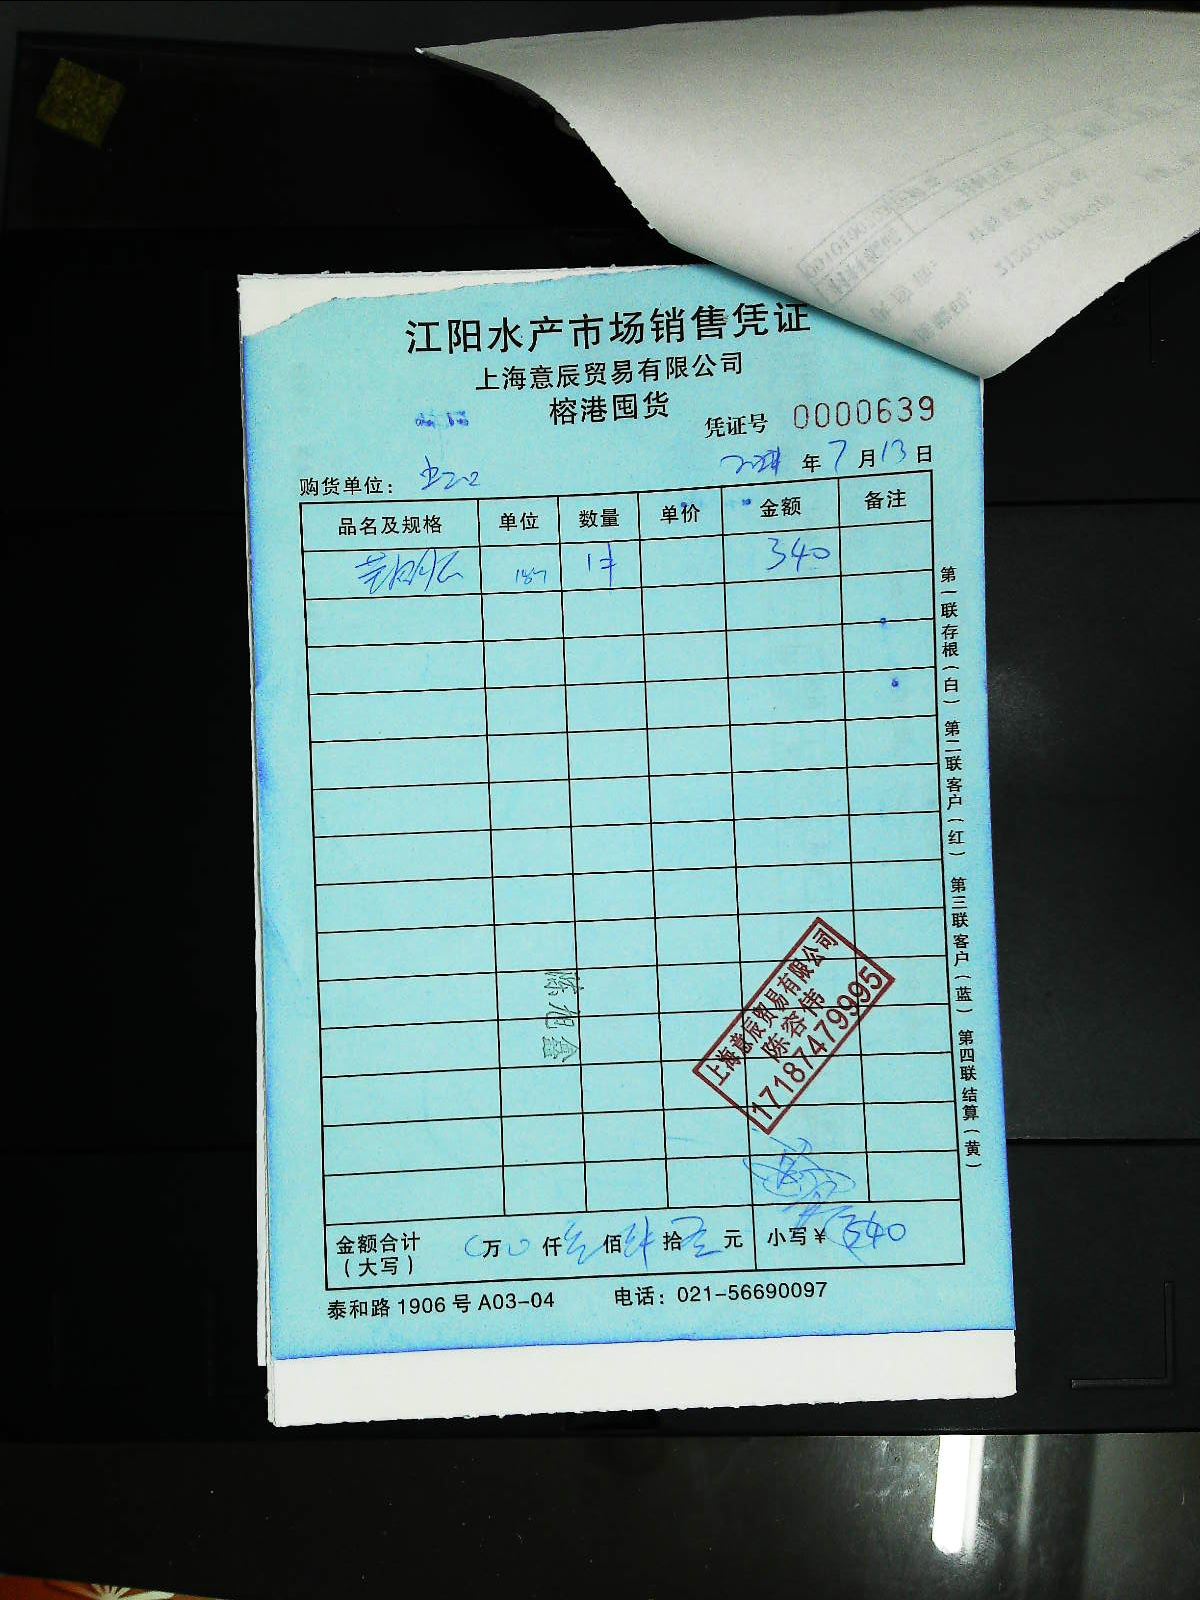 江阳水产市场销售凭证
上海意辰贸易有限公司
榕港囤货
凭证号 0000639
年 7 月 13 日
购货单位:
品名及规格 单位 数量 单价 金额 备注
340
第一联存根(白) 第二联客户(红) 第三联客户(蓝) 第四联结算(黄)
陈旭鑫
上海意辰贸易有限公司
陈容伟
17187479995
金额合计(大写) 万 仟 佰 拾 元 小写¥ 340
泰和路1906号A03-04 电话: 021-56690097